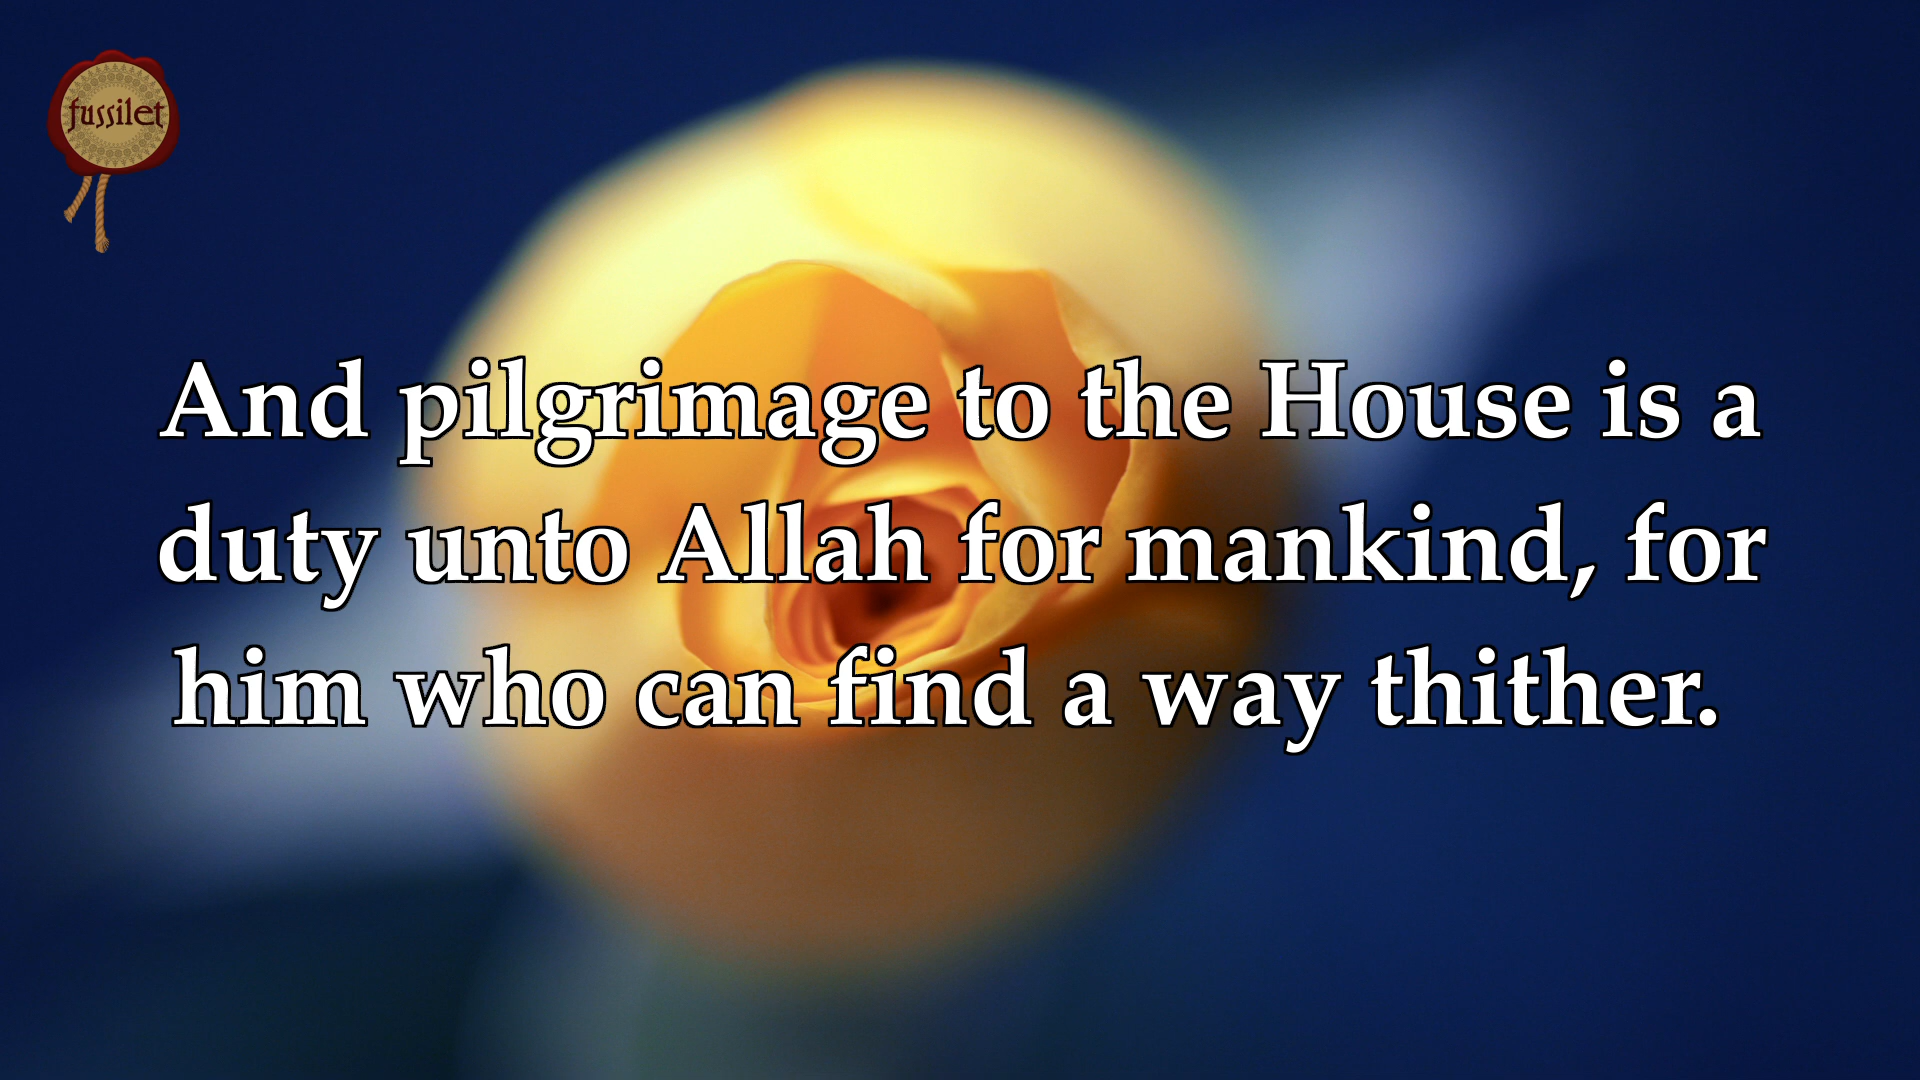 fussilet
And pilgrimage to the House is a
duty unto Allah for mankind, for
him who can find a way thither.